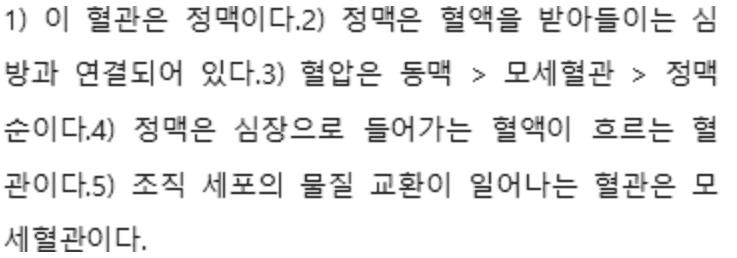 1) 이 혈관은 정맥이다.2) 정맥은 혈액을 받아들이는 심
방과 연결되어 있다.3) 혈압은 동맥 > 모세혈관 > 정맥
순이다.4) 정맥은 심장으로 들어가는 혈액이 흐르는 혈
관이다.5) 조직 세포의 물질 교환이 일어나는 혈관은 모
세혈관이다.